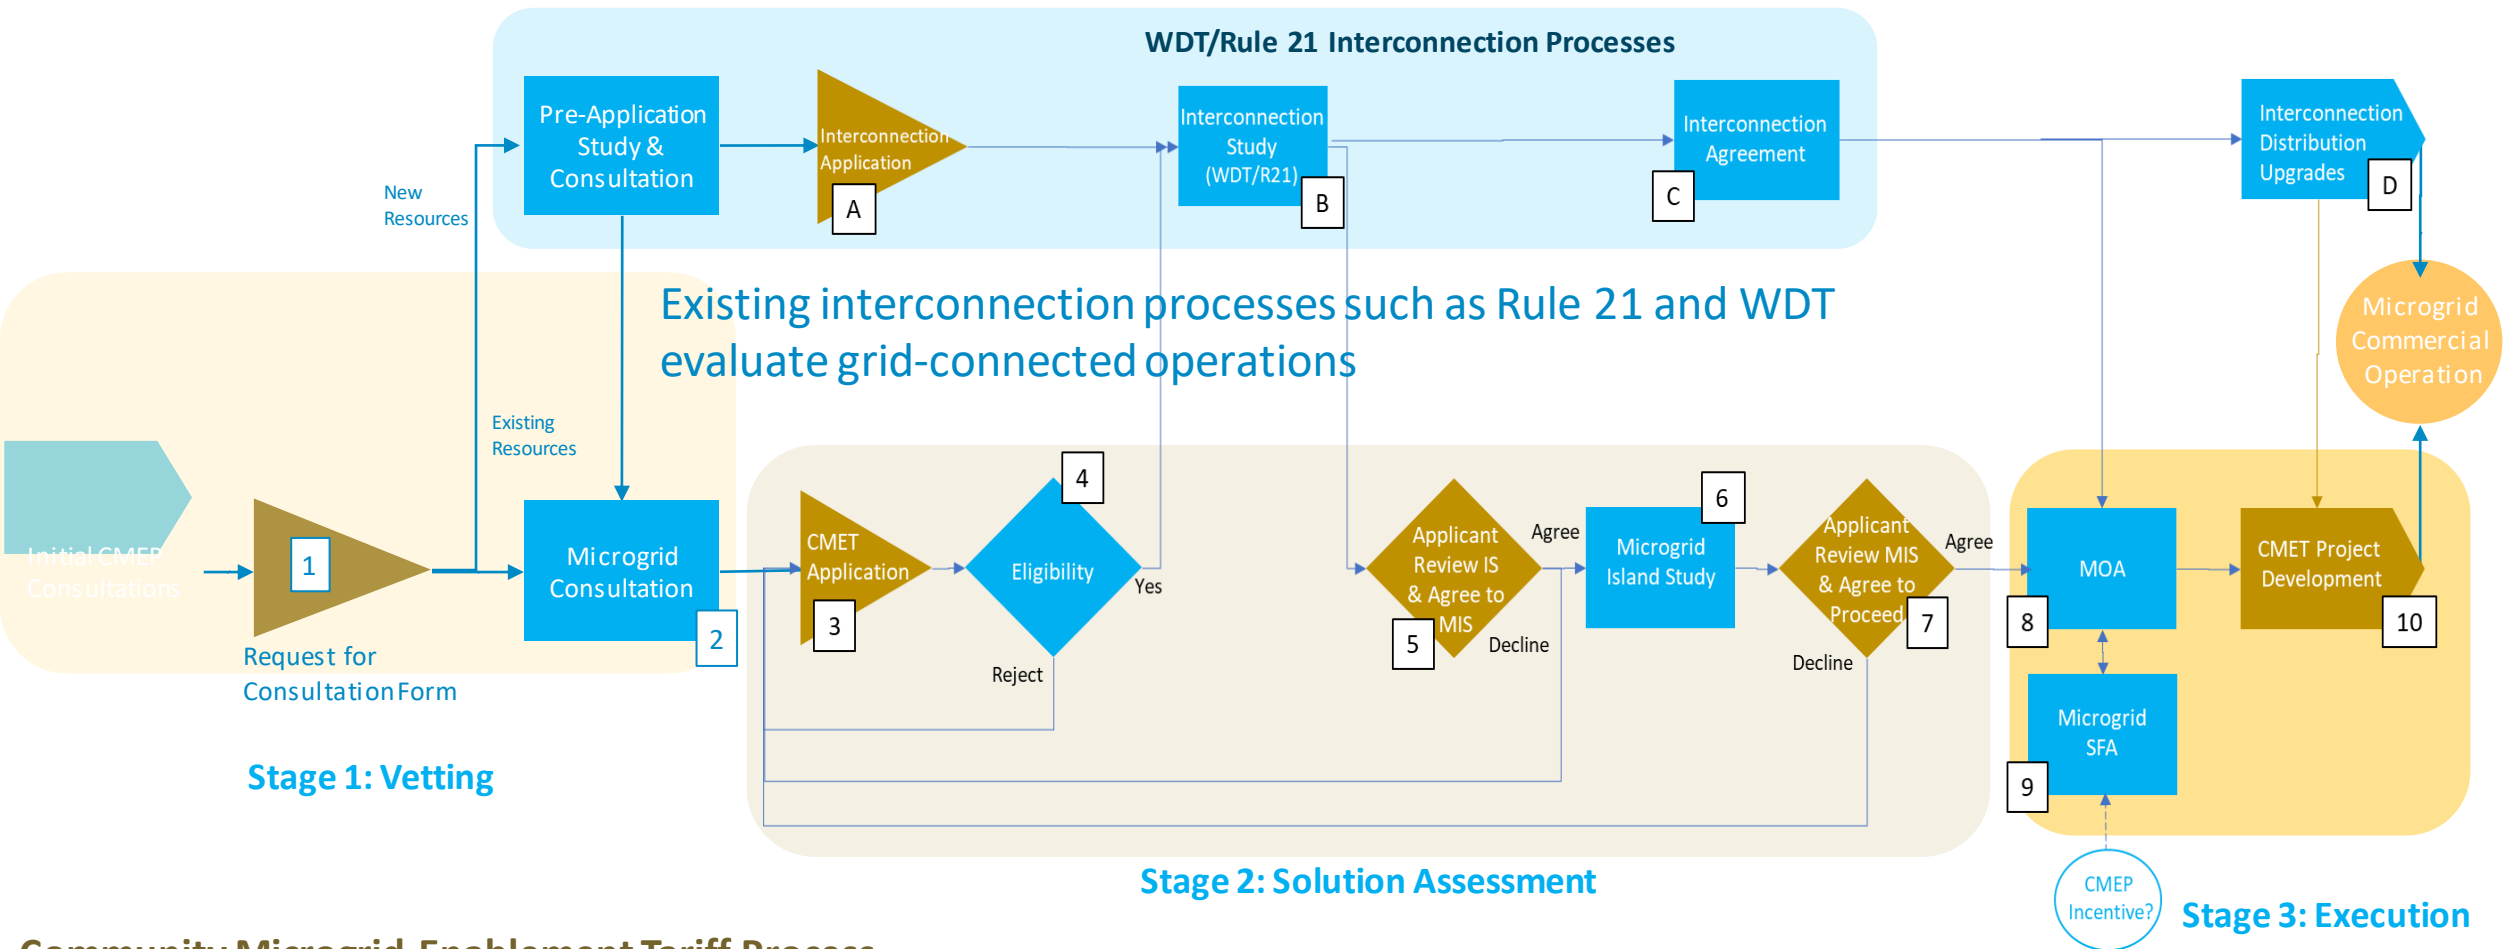 WDT/Rule 21 Interconnection Processes
Pre-Application
Study &
Consultation
Interconnection
Application
A
Interconnection
Study
(WDT/R21)
B
Interconnection
Agreement
C
Interconnection
Distribution
Upgrades
D
New
Resources
Existing interconnection processes such as Rule 21 and WDT
evaluate grid-connected operations
Microgrid
Commercial
Operation
Existing
Resources
Initial CMEP
Consultations
1
Request for
Consultation Form
Microgrid
Consultation
2
Stage 1: Vetting
CMET
Application
3
4
Eligibility
Yes
Reject
Applicant
Review IS
& Agree to
MIS
5
Agree
Decline
6
Microgrid
Island Study
Applicant
Review MIS
& Agree to
Proceed
7
Agree
Decline
Stage 2: Solution Assessment
MOA
8
Microgrid
SFA
9
CMET Project
Development
10
CMEP
Incentive?
Stage 3: Execution
Community Microgrid Enablement Tariff Process